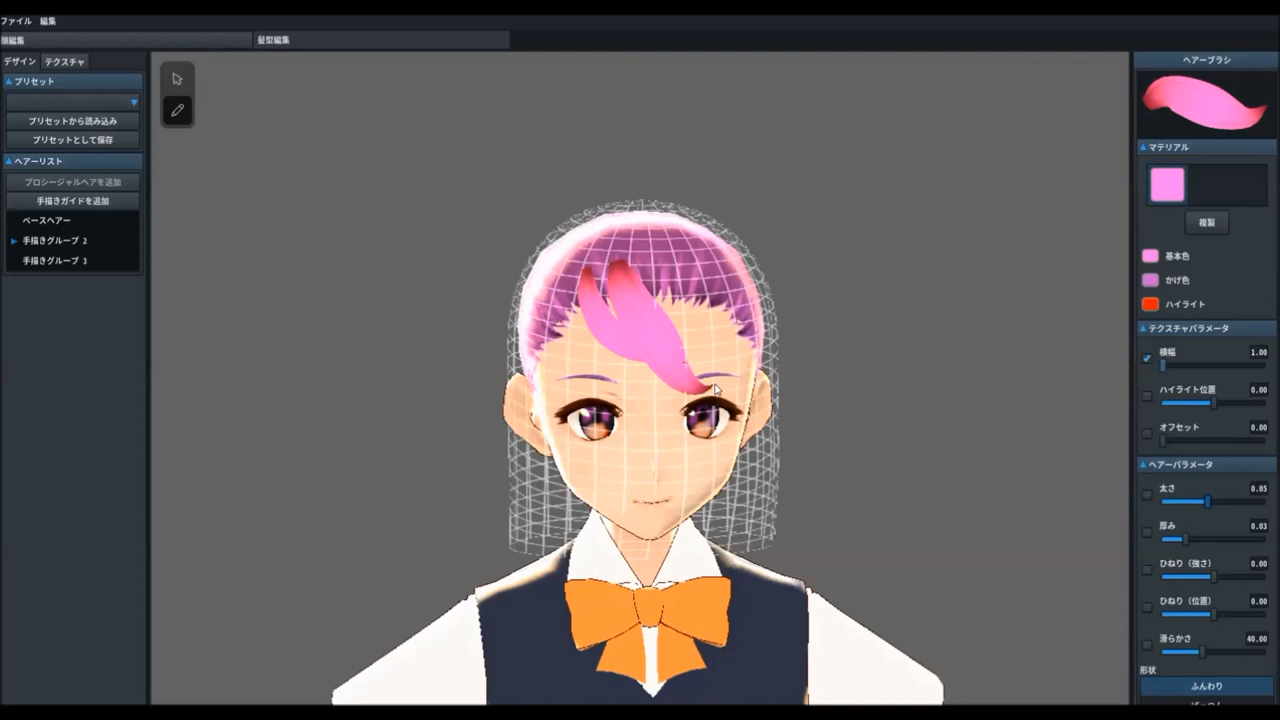 ファイル 編集
顔編集 髪型編集
デザイン テクスチャ
プリセット
プリセットから読み込み
プリセットとして保存
ヘアーリスト
プロシージャルヘアを追加
手描きガイドを追加
ベースヘアー
手描きグループ 2
手描きグループ 3
ヘアーブラシ
マテリアル
複製
基本色
かげ色
ハイライト
テクスチャパラメータ
横幅 1.00
ハイライト位置 0.00
オフセット 0.00
ヘアーパラメータ
太さ 0.05
厚み 0.03
ひねり（強さ） 0.00
ひねり（位置） 0.00
滑らかさ 40.00
形状
ふんわり